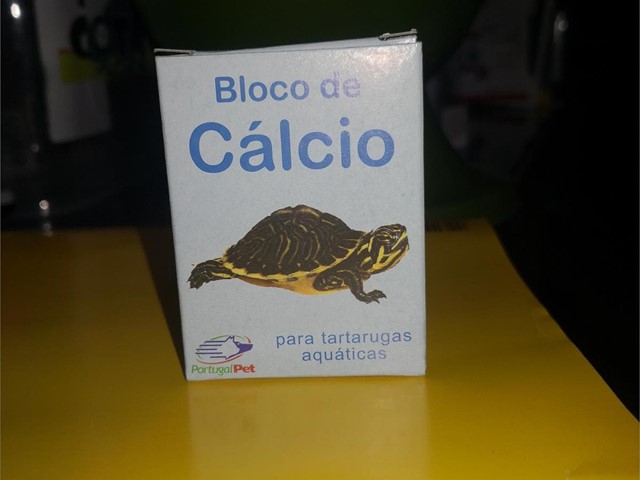 Bloco de
Cálcio
para tartarugas
aquáticas
PortugalPet